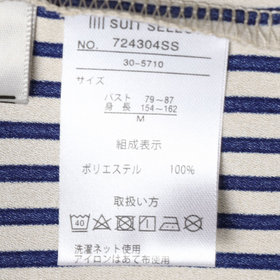 SUIT SELECT
NO. 724304SS
30-5710
サイズ
バスト 79～87
身長 154～162
M
組成表示
ポリエステル 100%
取扱い方
40
洗濯ネット使用
アイロンはあて布使用